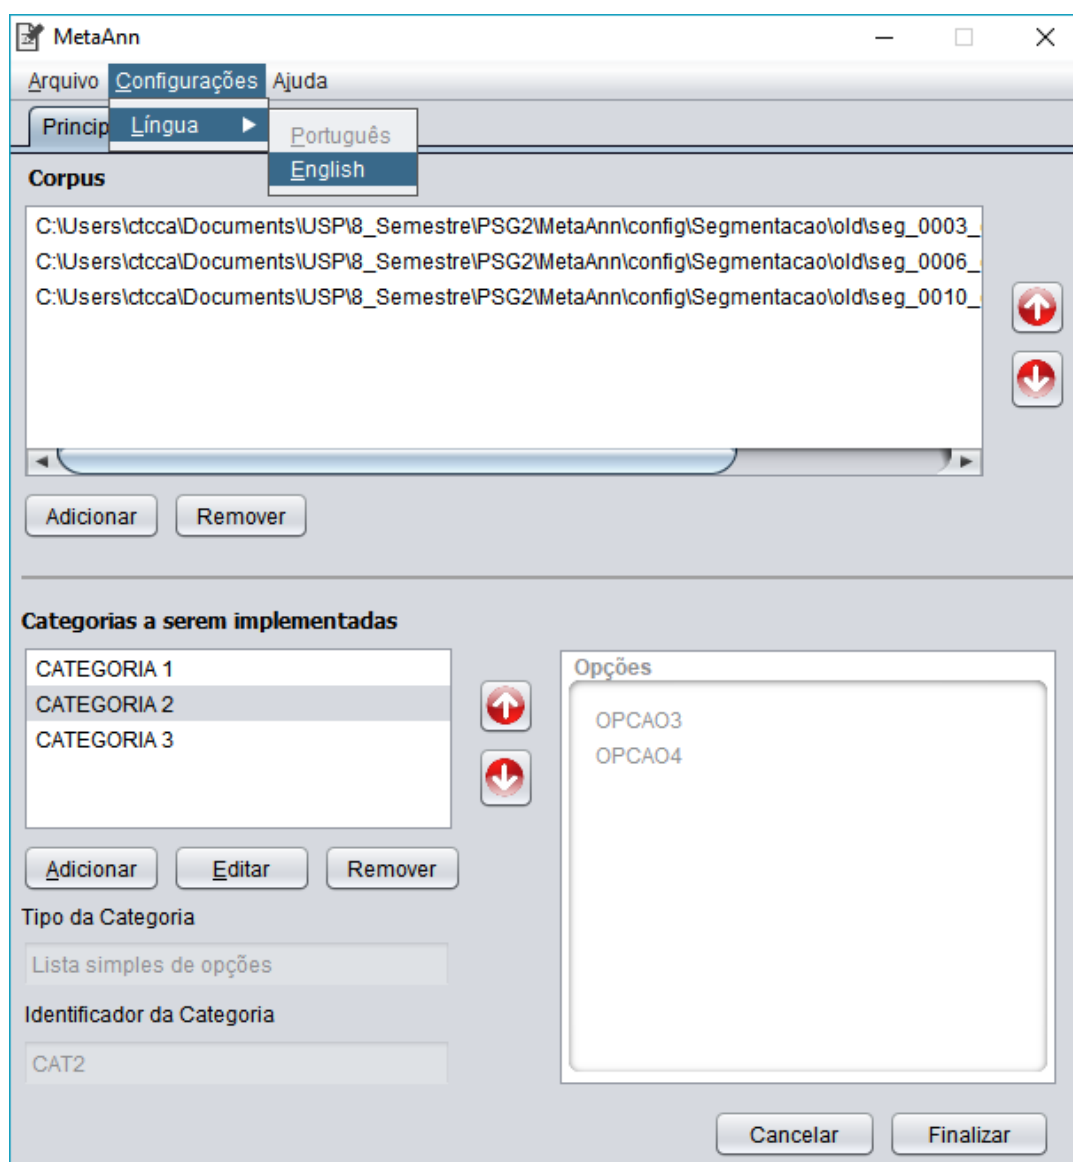 MetaAnn
Arquivo Configurações Ajuda
Princip
Língua
Português
English
Corpus
C:\Users\ctcca\Documents\USP\8_Semestre\PSG2\MetaAnn\config\Segmentacao\old\seg_0003_
C:\Users\ctcca\Documents\USP\8_Semestre\PSG2\MetaAnn\config\Segmentacao\old\seg_0006_
C:\Users\ctcca\Documents\USP\8_Semestre\PSG2\MetaAnn\config\Segmentacao\old\seg_0010_
Adicionar Remover
Categorias a serem implementadas
CATEGORIA 1
CATEGORIA 2
CATEGORIA 3
Adicionar Editar Remover
Tipo da Categoria
Lista simples de opções
Identificador da Categoria
CAT2
Opções
OPCAO3
OPCAO4
Cancelar Finalizar